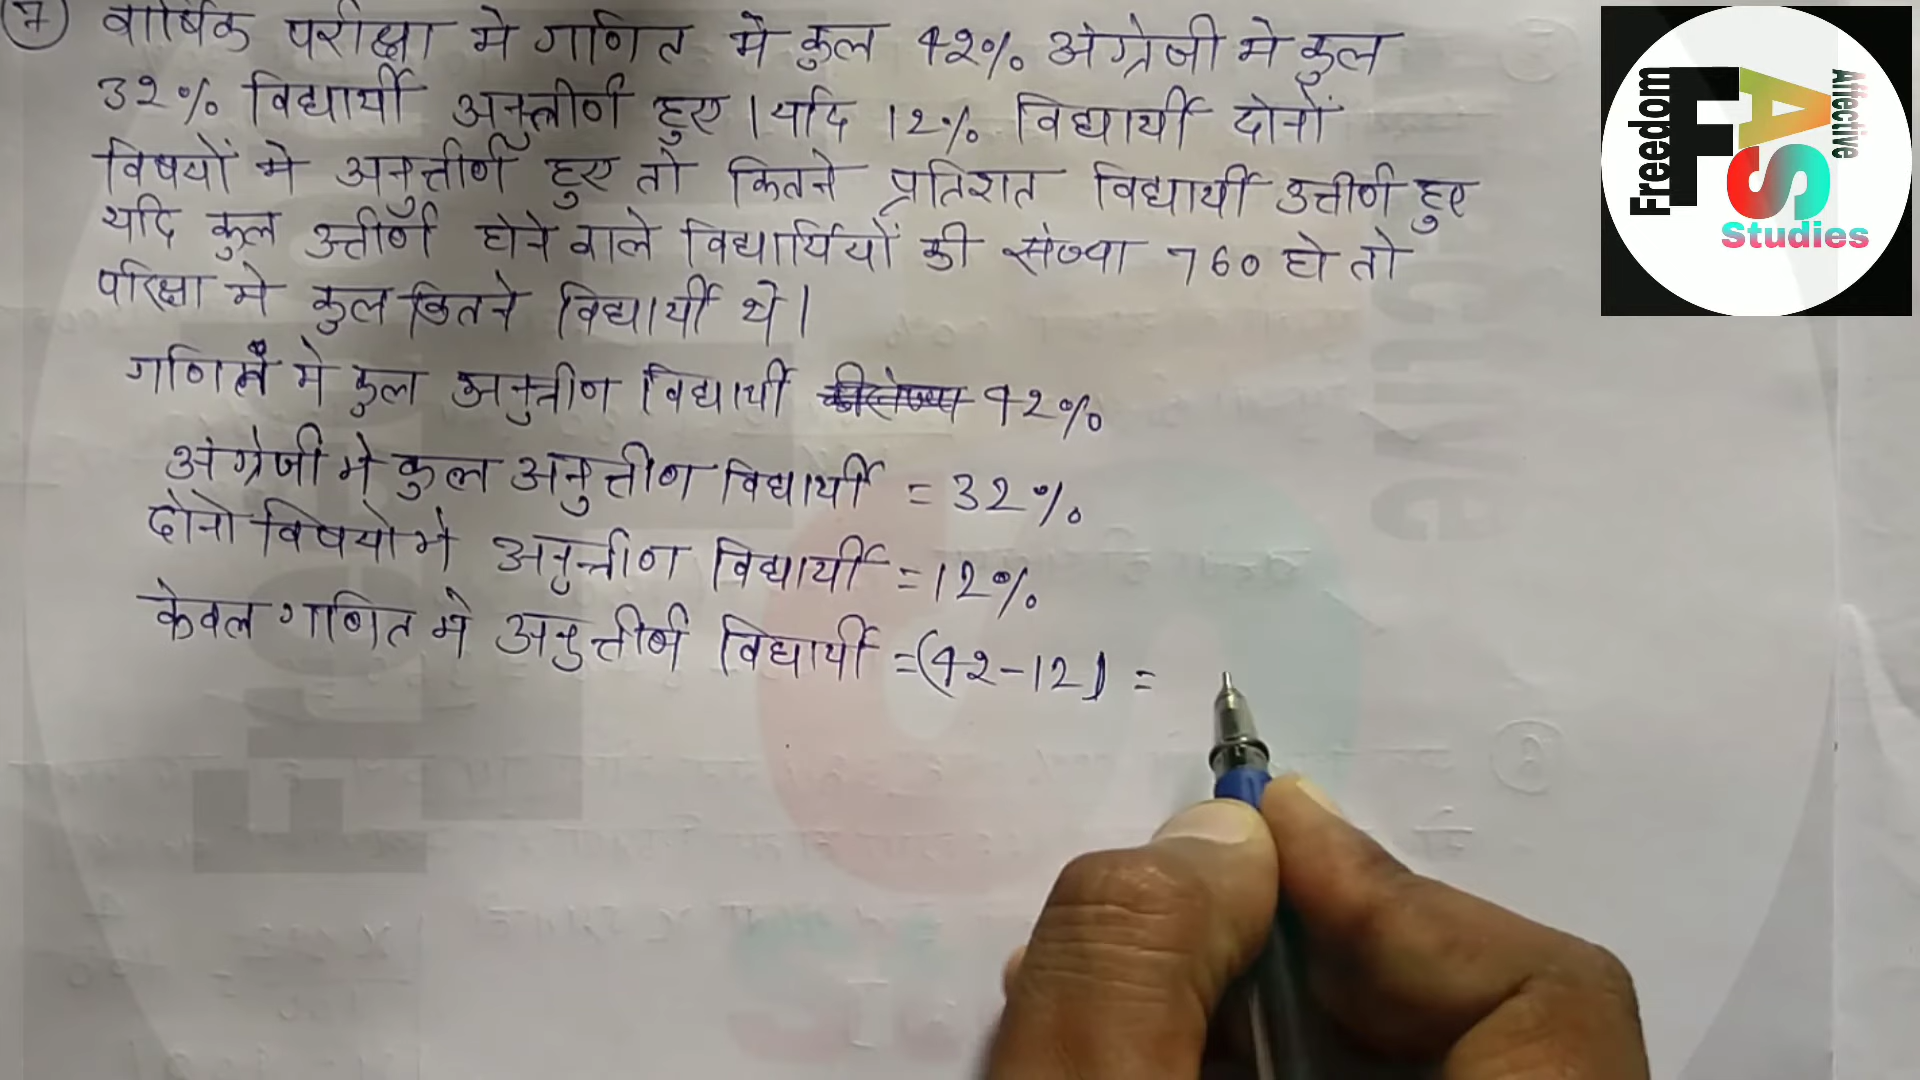 7 वार्षिक परीक्षा मे गणित मे कुल 42% अंग्रेजी मे कुल
32% विद्यार्थी अनुत्तीर्ण हुए । यदि 12% विद्यार्थी दोनों
विषयों मे अनुत्तीर्ण हुए तो कितने प्रतिशत विद्यार्थी उत्तीर्ण हुए
यदि कुल उत्तीर्ण होने वाले विद्यार्थियों की संख्या 760 हो तो
परिक्षा मे कुल कितने विद्यार्थी थे ।
गणित मे कुल अनुत्तीण विद्यार्थी 42%
अंग्रेजी मे कुल अनुत्तीण विद्यार्थी = 32%
दोनो विषयो मे अनुत्तीण विद्यार्थी = 12%
केवल गणित मे अनुत्तीर्ण विद्यार्थी = (42-12) =
Freedom
FAS
Affective
Studies